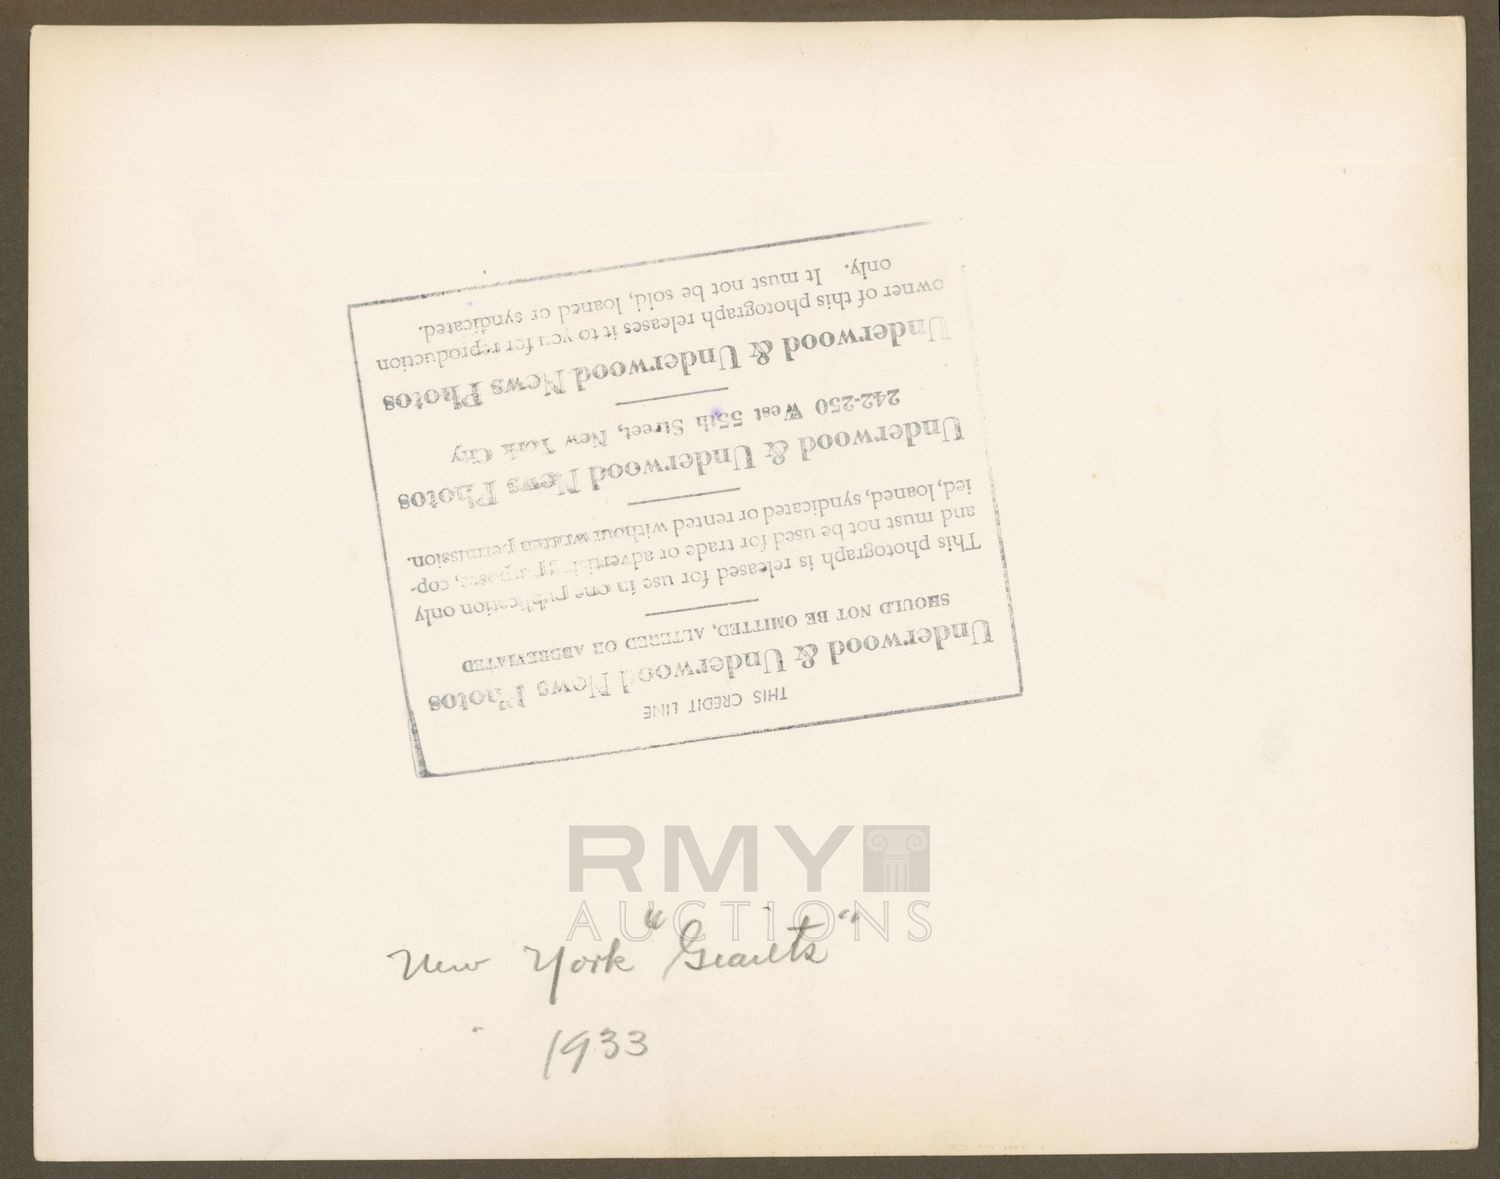 THIS CREDIT LINE
Underwood & Underwood News Photos
SHOULD NOT BE OMITTED, ALTERED OR ABBREVIATED
This photograph is released for use in one publication only
and must not be used for trade or advertising purposes, cop-
ied, loaned, syndicated or rented without written permission.
Underwood & Underwood News Photos
242-250 West 55th Street, New York City
Underwood & Underwood News Photos
owner of this photograph releases it to you for reproduction
only. It must not be sold, loaned or syndicated.
RMY
AUCTIONS
New York "Giants"
1933